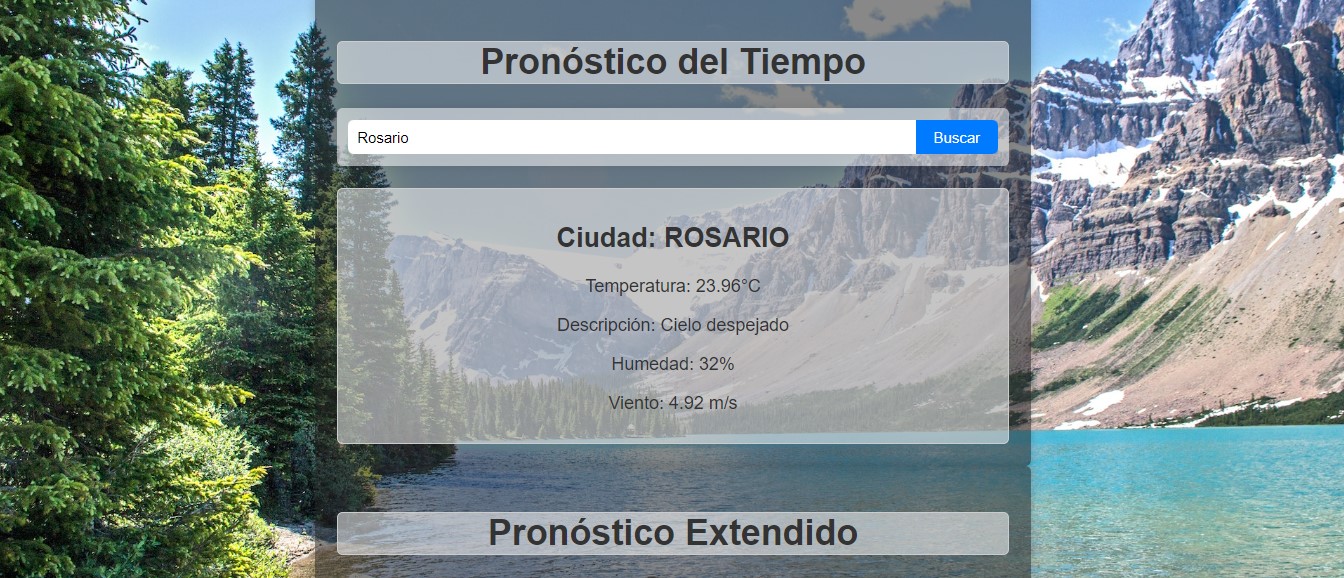 Pronóstico del Tiempo
Rosario
Buscar
Ciudad: ROSARIO
Temperatura: 23.96°C
Descripción: Cielo despejado
Humedad: 32%
Viento: 4.92 m/s
Pronóstico Extendido